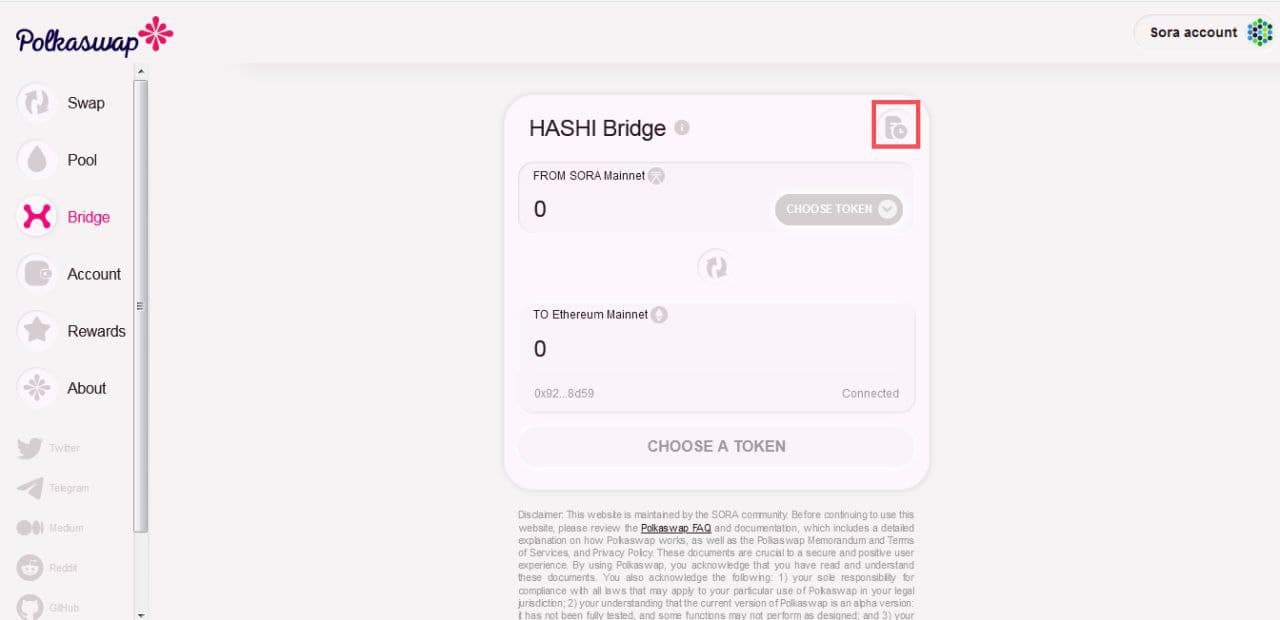 Polkaswap
Sora account
Swap
Pool
Bridge
Account
Rewards
About
Twitter
Telegram
Medium
Reddit
GitHub
HASHI Bridge
FROM SORA Mainnet
0
CHOOSE TOKEN
TO Ethereum Mainnet
0
0x92...8d59
Connected
CHOOSE A TOKEN
Disclaimer: This website is maintained by the SORA community. Before continuing to use this
website, please review the Polkaswap FAQ and documentation, which includes a detailed
explanation on how Polkaswap works, as well as the Polkaswap Memorandum and Terms
of Services, and Privacy Policy. These documents are crucial to a secure and positive user
experience. By using Polkaswap, you acknowledge that you have read and understand
these documents. You also acknowledge the following: 1) your sole responsibility for
compliance with all laws that may apply to your particular use of Polkaswap in your legal
jurisdiction; 2) your understanding that the current version of Polkaswap is an alpha version:
it has not been fully tested, and some functions may not perform as designed; and 3) your